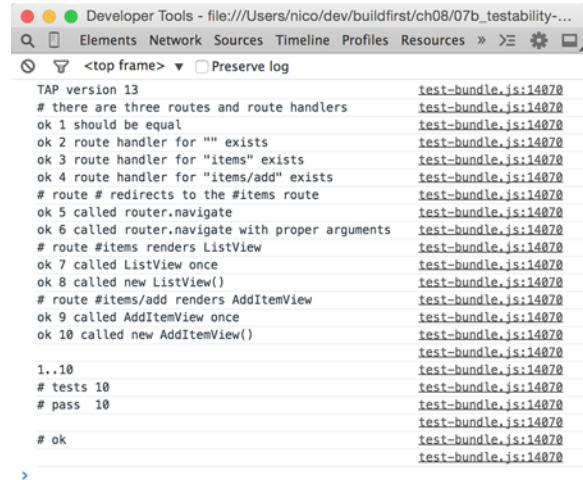 Developer Tools - file:///Users/nico/dev/buildfirst/ch08/07b_testability-...
Elements Network Sources Timeline Profiles Resources »
<top frame> ▼ Preserve log
TAP version 13 test-bundle.js:14070
# there are three routes and route handlers test-bundle.js:14070
ok 1 should be equal test-bundle.js:14070
ok 2 route handler for "" exists test-bundle.js:14070
ok 3 route handler for "items" exists test-bundle.js:14070
ok 4 route handler for "items/add" exists test-bundle.js:14070
# route # redirects to the #items route test-bundle.js:14070
ok 5 called router.navigate test-bundle.js:14070
ok 6 called router.navigate with proper arguments test-bundle.js:14070
# route #items renders ListView test-bundle.js:14070
ok 7 called ListView once test-bundle.js:14070
ok 8 called new ListView() test-bundle.js:14070
# route #items/add renders AddItemView test-bundle.js:14070
ok 9 called AddItemView once test-bundle.js:14070
ok 10 called new AddItemView() test-bundle.js:14070
test-bundle.js:14070
1..10 test-bundle.js:14070
# tests 10 test-bundle.js:14070
# pass 10 test-bundle.js:14070
test-bundle.js:14070
# ok test-bundle.js:14070
test-bundle.js:14070
>